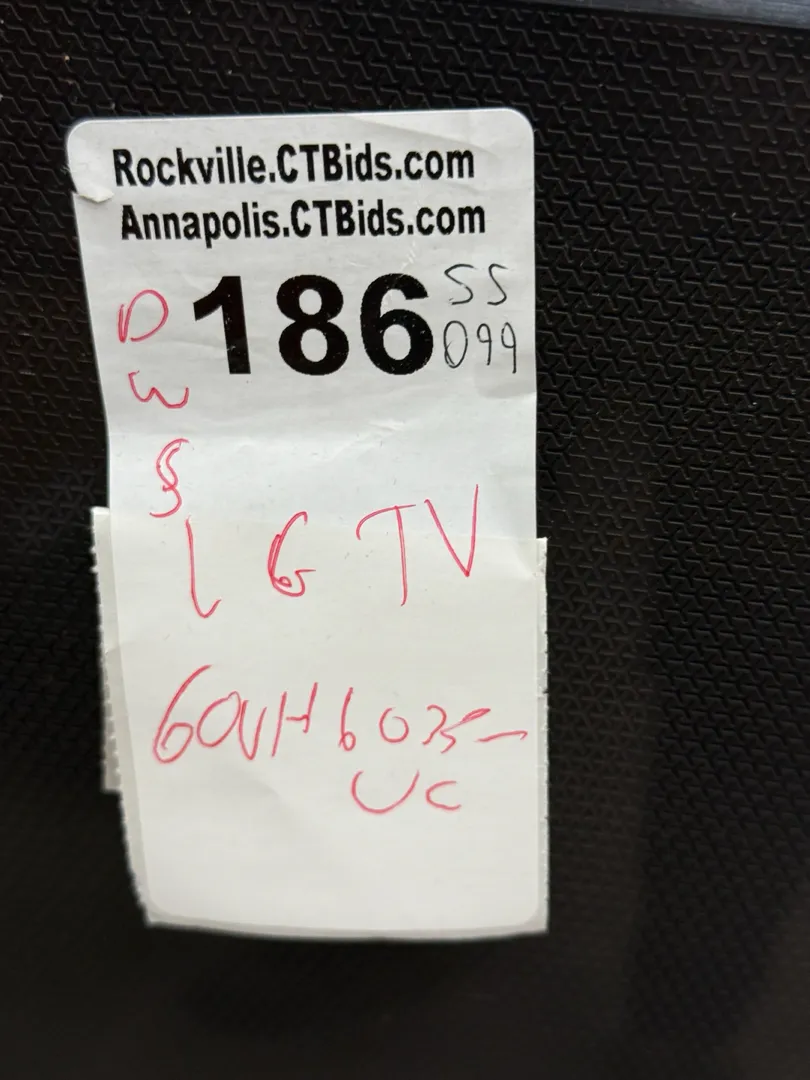 Rockville.CTBids.com
Annapolis.CTBids.com
186
SS
099
D
W
S
LG TV
60UH6035-
UC